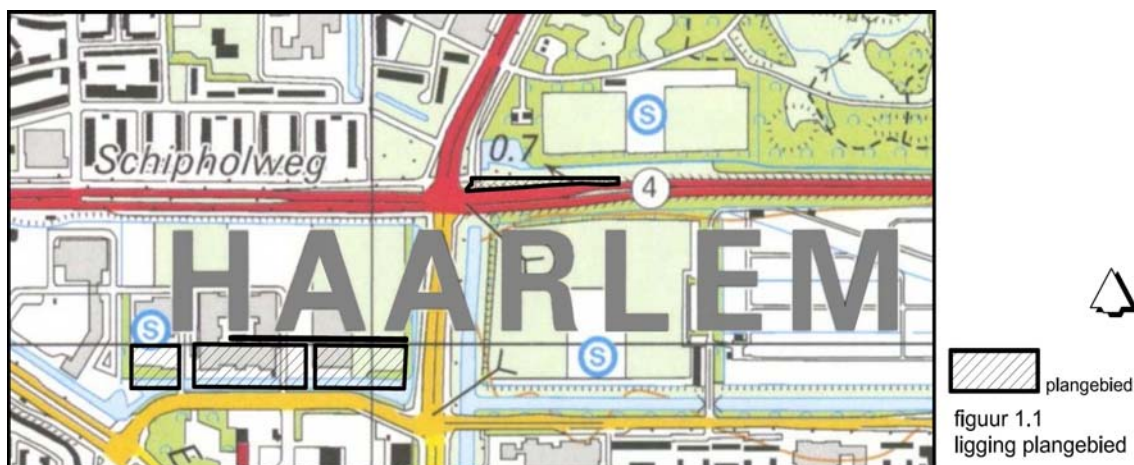 Schipholweg
0.7
S
4
HAARLEM
S
S
plangebied
figuur 1.1
ligging plangebied